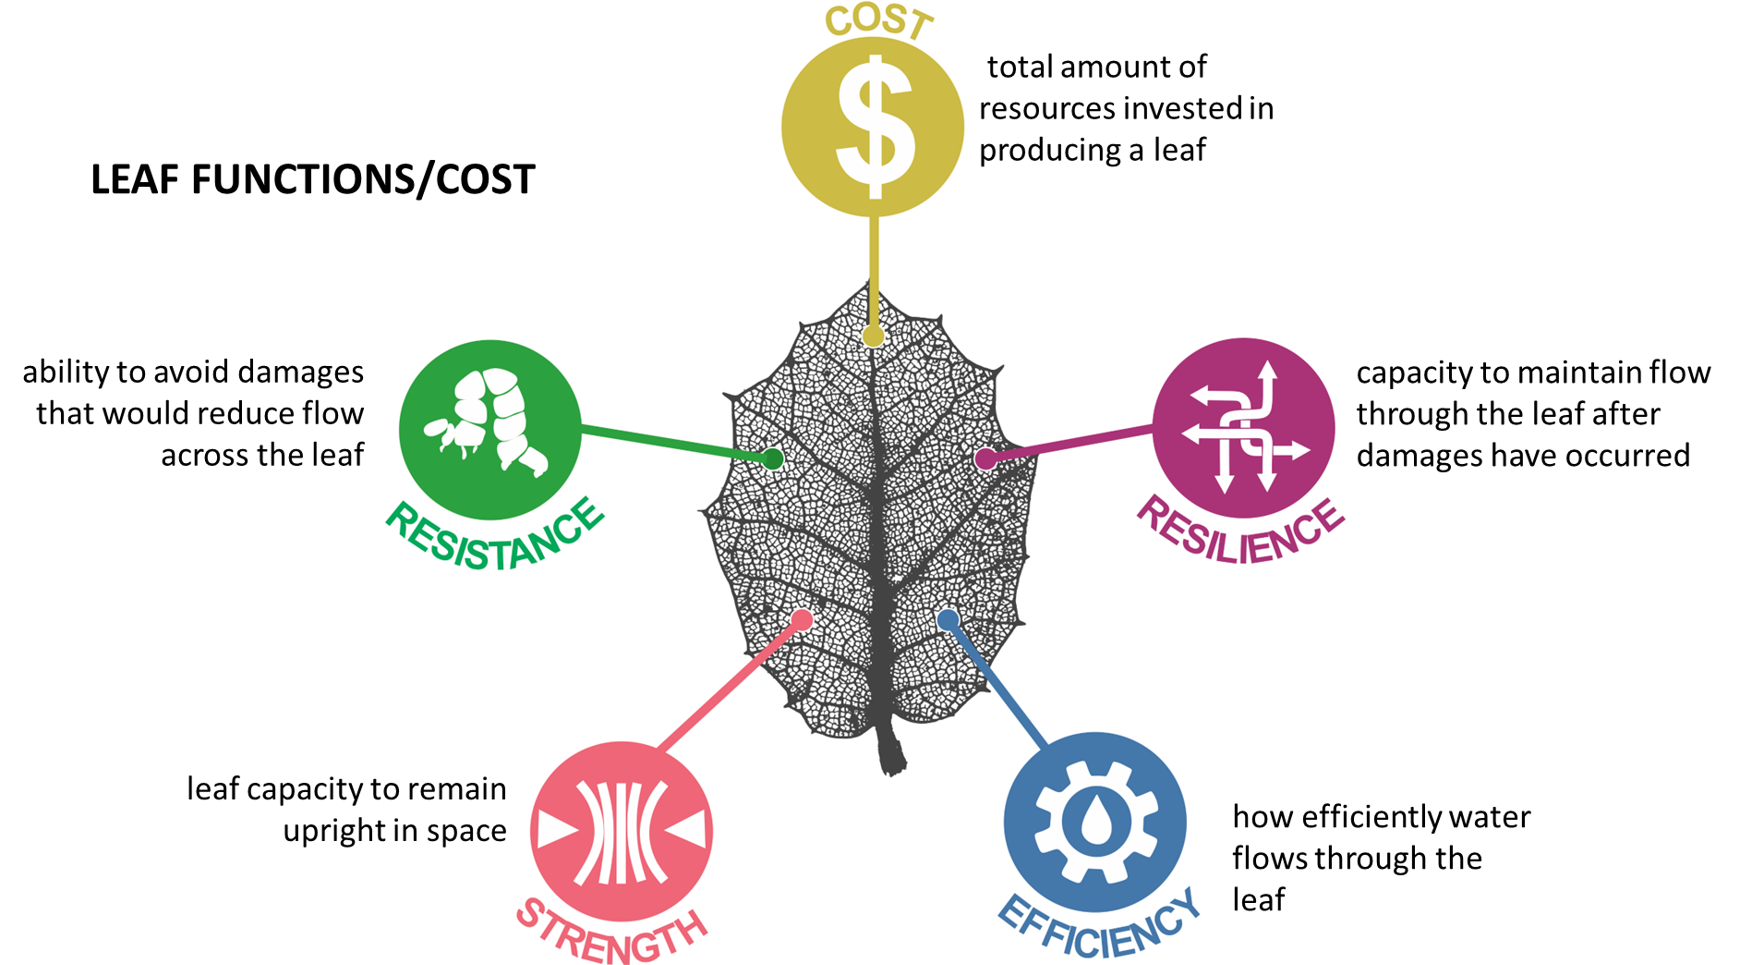 COST
$
total amount of
resources invested in
producing a leaf
LEAF FUNCTIONS/COST
ability to avoid damages
that would reduce flow
across the leaf
RESISTANCE
capacity to maintain flow
through the leaf after
damages have occurred
RESILIENCE
leaf capacity to remain
upright in space
STRENGTH
how efficiently water
flows through the
leaf
EFFICIENCY